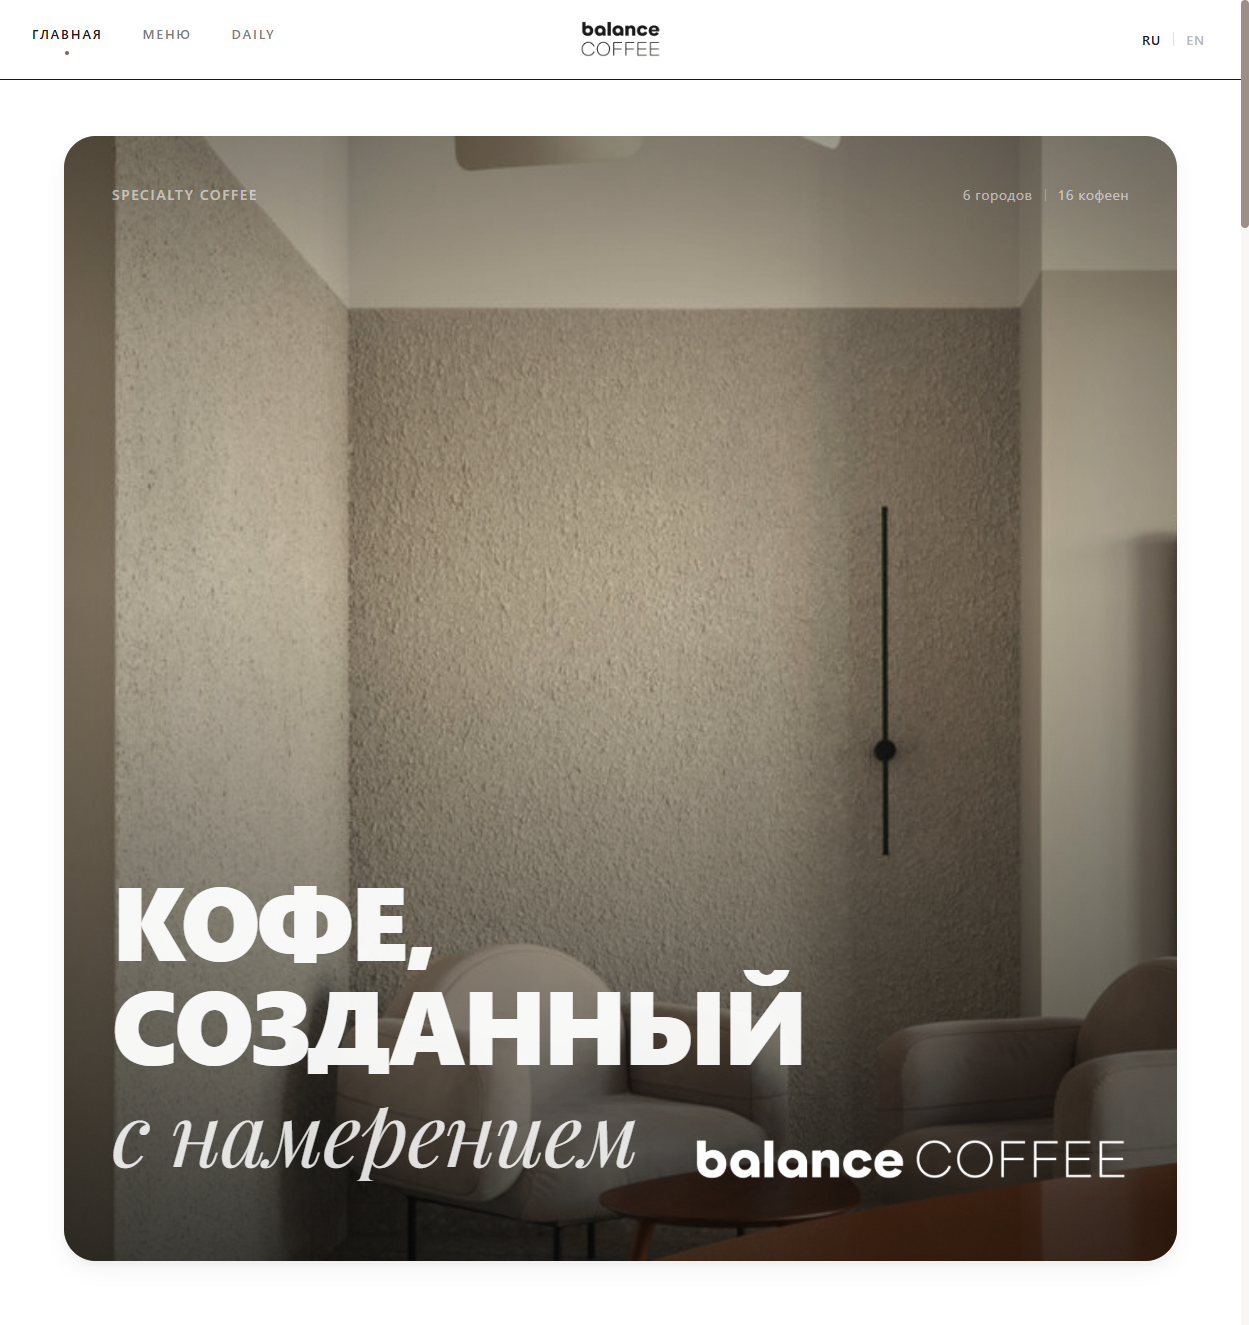 ГЛАВНАЯ МЕНЮ DAILY
balance
COFFEE
RU EN
SPECIALTY COFFEE
6 городов 16 кофеен
КОФЕ,
СОЗДАННЫЙ
с намерением
balance COFFEE